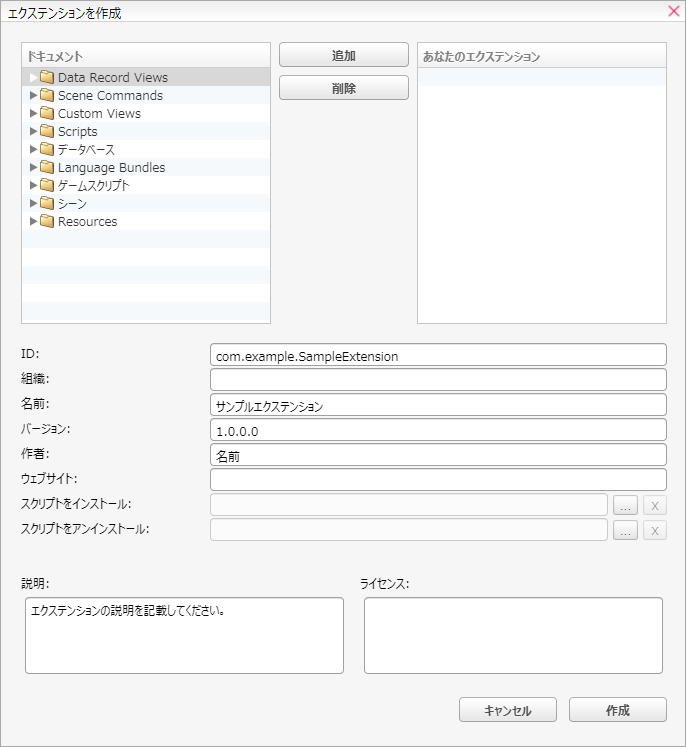 エクステンションを作成
ドキュメント
Data Record Views
Scene Commands
Custom Views
Scripts
データベース
Language Bundles
ゲームスクリプト
シーン
Resources
追加
削除
あなたのエクステンション
ID:
com.example.SampleExtension
組織:
名前:
サンプルエクステンション
バージョン:
1.0.0.0
作者:
名前
ウェブサイト:
スクリプトをインストール:
... X
スクリプトをアンインストール:
... X
説明:
エクステンションの説明を記載してください。
ライセンス:
キャンセル
作成